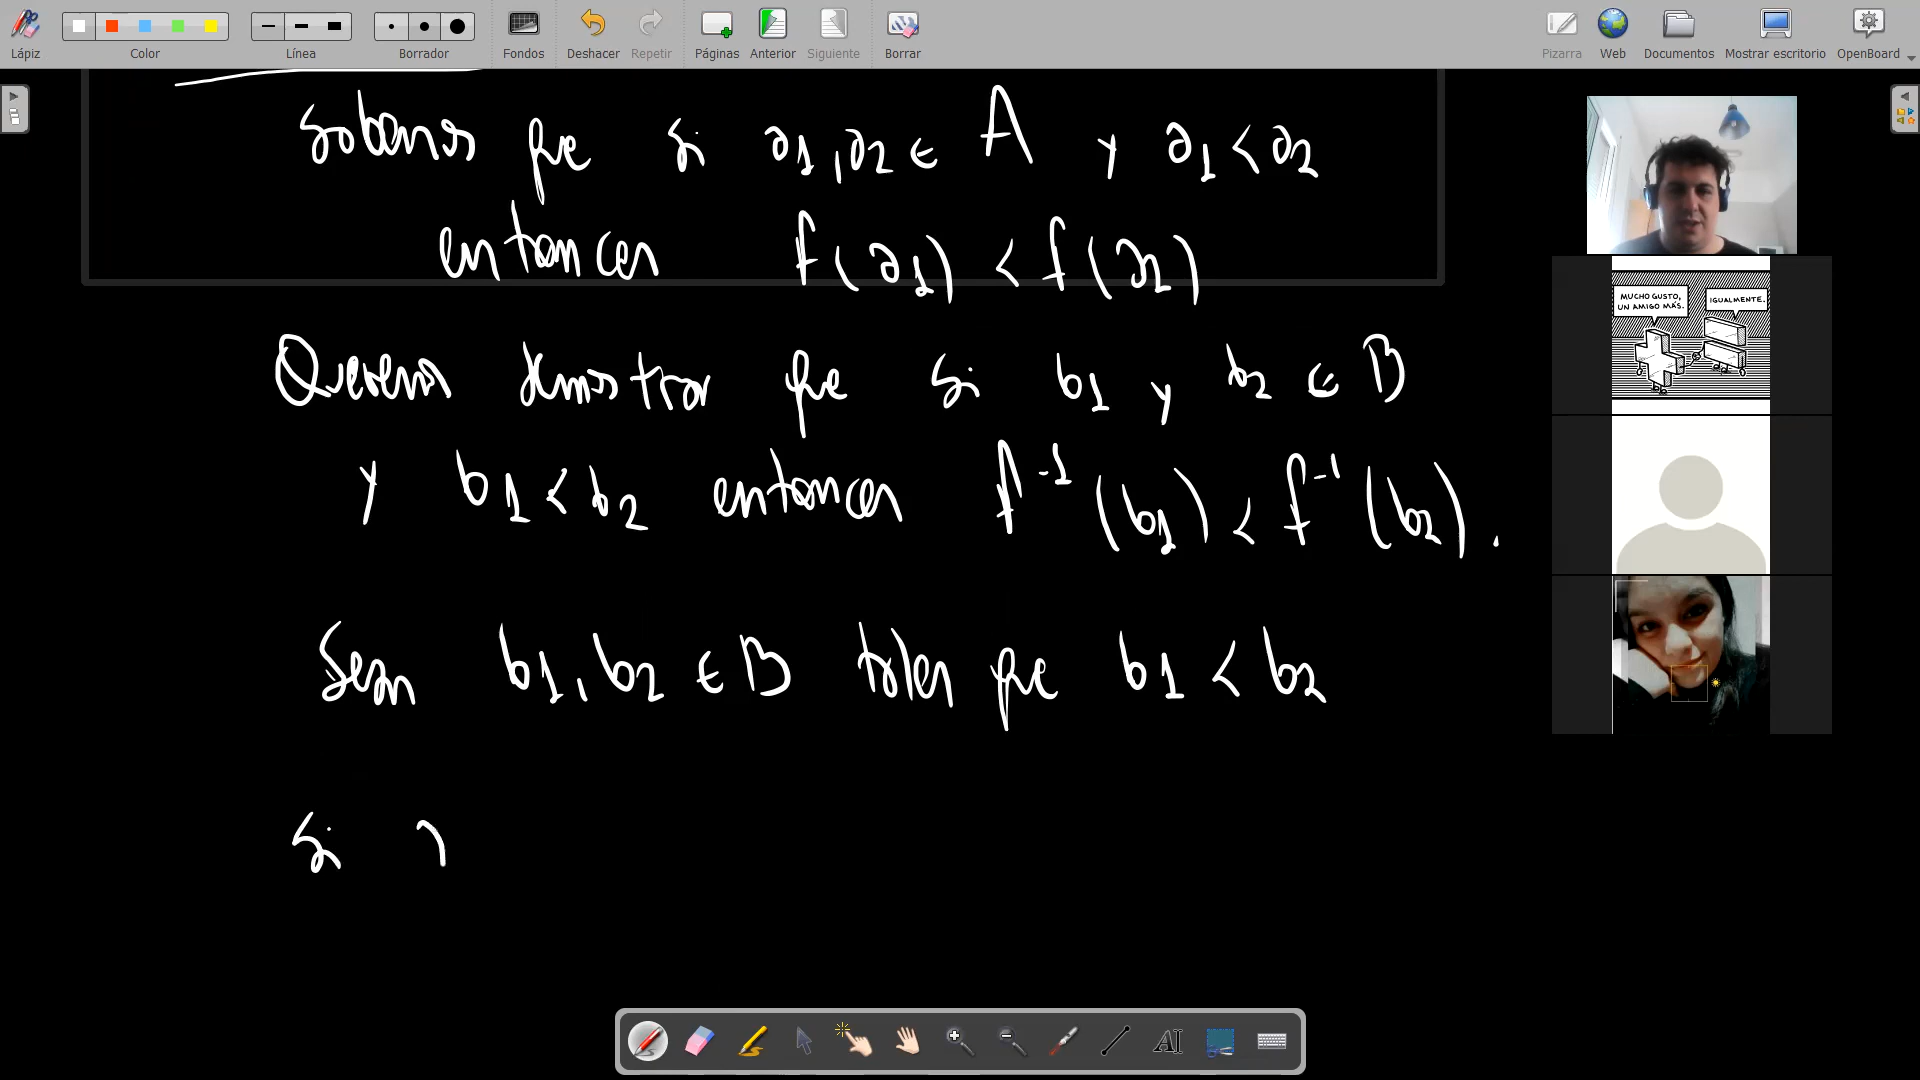 Lápiz Color Línea Borrador Fondos Deshacer Repetir Páginas Anterior Siguiente Borrar Pizarra Web Documentos Mostrar escritorio OpenBoard
Sabemos que si a1, a2 ∈ A y a1 < a2
entonces f(a1) < f(a2)
MUCHO GUSTO,
UN AMIGO MÁS.
IGUALMENTE.
Queremos demostrar que si b1 y b2 ∈ B
y b1 < b2 entonces f⁻¹(b1) < f⁻¹(b2).
Sean b1, b2 ∈ B tales que b1 < b2
Si
AI